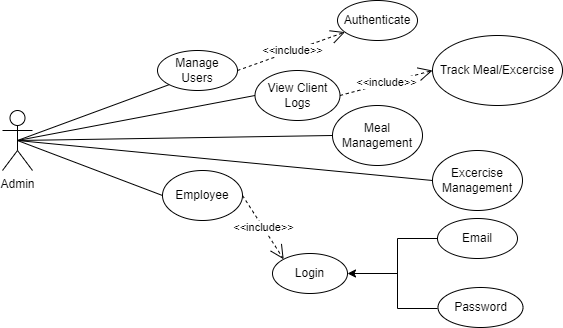 Authenticate
<<include>>
Manage
Users
Track Meal/Excercise
<<include>>
View Client
Logs
Meal
Management
Admin
Excercise
Management
Employee
<<include>>
Email
Login
Password